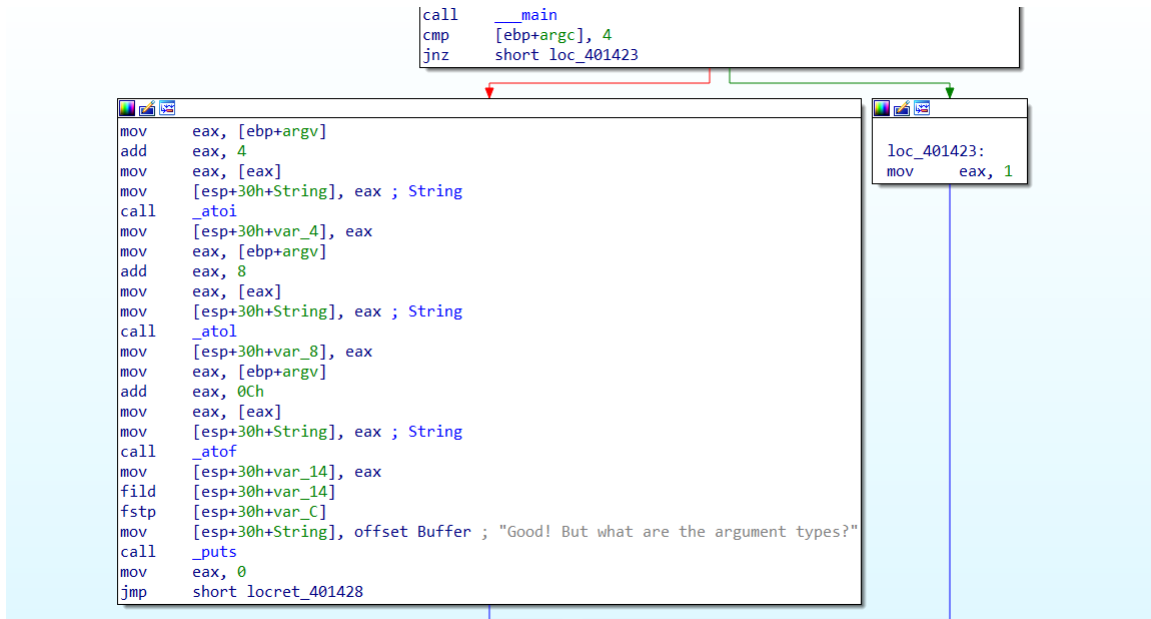 call ___main
cmp [ebp+argc], 4
jnz short loc_401423
mov eax, [ebp+argv]
add eax, 4
mov eax, [eax]
mov [esp+30h+String], eax ; String
call _atoi
mov [esp+30h+var_4], eax
mov eax, [ebp+argv]
add eax, 8
mov eax, [eax]
mov [esp+30h+String], eax ; String
call _atol
mov [esp+30h+var_8], eax
mov eax, [ebp+argv]
add eax, 0Ch
mov eax, [eax]
mov [esp+30h+String], eax ; String
call _atof
mov [esp+30h+var_14], eax
fild [esp+30h+var_14]
fstp [esp+30h+var_C]
mov [esp+30h+String], offset Buffer ; "Good! But what are the argument types?"
call _puts
mov eax, 0
jmp short locret_401428
loc_401423:
mov eax, 1